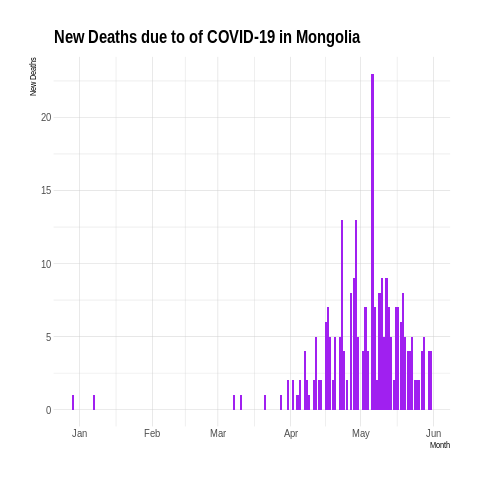 New Deaths due to of COVID-19 in Mongolia
New Deaths
20
15
10
5
0
Jan Feb Mar Apr May Jun
Month